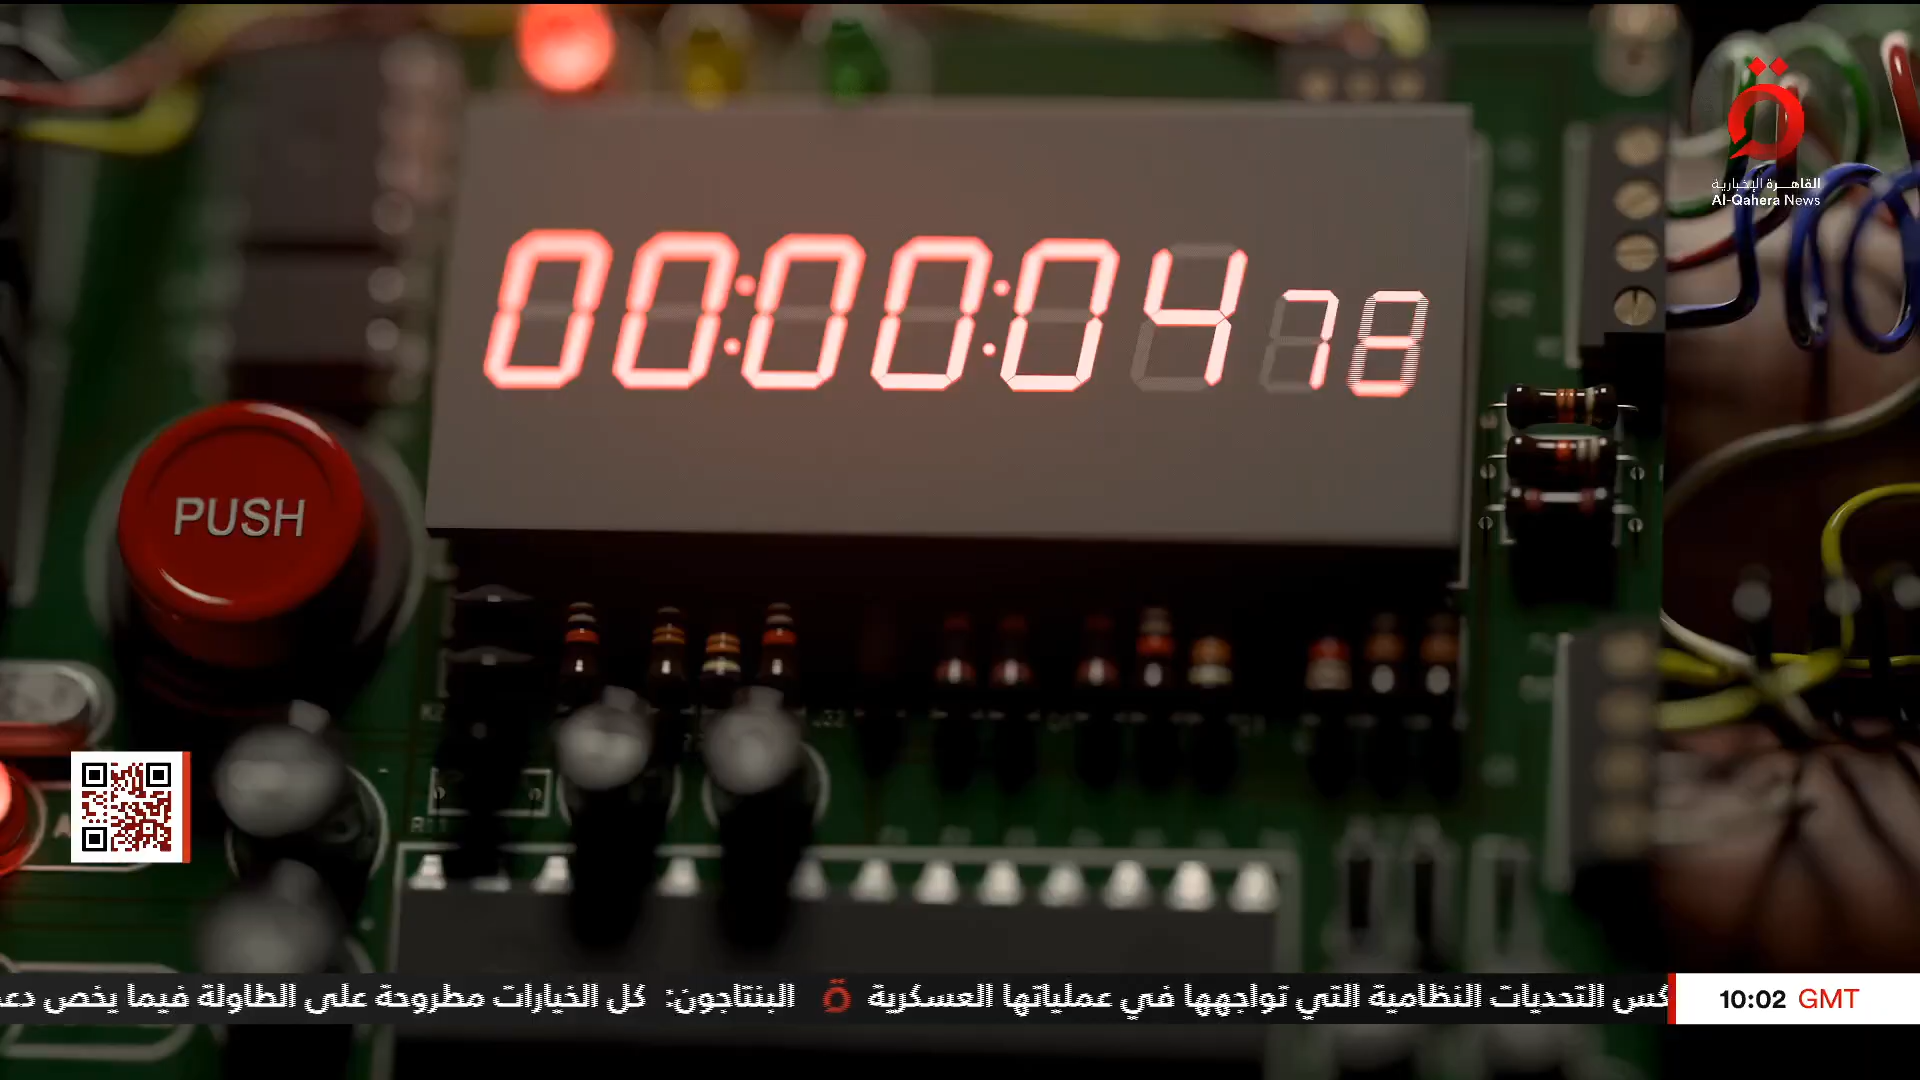 القاهرة الإخبارية
Al-Qahera News
00:00:04 78
PUSH
التحديات النظامية التي تواجهها في عملياتها العسكرية
البنتاجون: كل الخيارات مطروحة على الطاولة فيما يخص
10:02 GMT